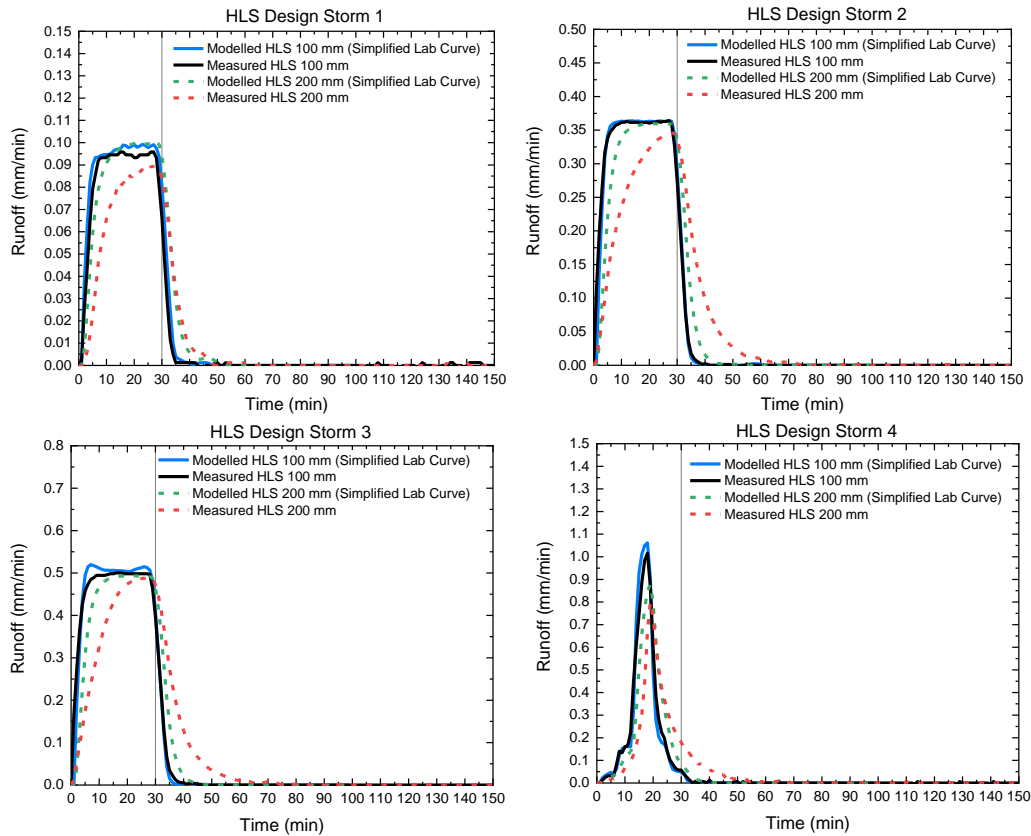 HLS Design Storm 1
0.15
0.14
0.13
0.12
0.11
0.10
0.09
0.08
0.07
0.06
0.05
0.04
0.03
0.02
0.01
0.00
Runoff (mm/min)
Modelled HLS 100 mm (Simplified Lab Curve)
Measured HLS 100 mm
Modelled HLS 200 mm (Simplified Lab Curve)
Measured HLS 200 mm
0 10 20 30 40 50 60 70 80 90 100 110 120 130 140 150
Time (min)
HLS Design Storm 2
0.50
0.45
0.40
0.35
0.30
0.25
0.20
0.15
0.10
0.05
0.00
Runoff (mm/min)
Modelled HLS 100 mm (Simplified Lab Curve)
Measured HLS 100 mm
Modelled HLS 200 mm (Simplified Lab Curve)
Measured HLS 200 mm
0 10 20 30 40 50 60 70 80 90 100 110 120 130 140 150
Time (min)
HLS Design Storm 3
0.8
0.7
0.6
0.5
0.4
0.3
0.2
0.1
0.0
Runoff (mm/min)
Modelled HLS 100 mm (Simplified Lab Curve)
Measured HLS 100 mm
Modelled HLS 200 mm (Simplified Lab Curve)
Measured HLS 200 mm
0 10 20 30 40 50 60 70 80 90 100 110 120 130 140 150
Time (min)
HLS Design Storm 4
1.5
1.4
1.3
1.2
1.1
1.0
0.9
0.8
0.7
0.6
0.5
0.4
0.3
0.2
0.1
0.0
Runoff (mm/min)
Modelled HLS 100 mm (Simplified Lab Curve)
Measured HLS 100 mm
Modelled HLS 200 mm (Simplified Lab Curve)
Measured HLS 200 mm
0 10 20 30 40 50 60 70 80 90 100 110 120 130 140 150
Time (min)